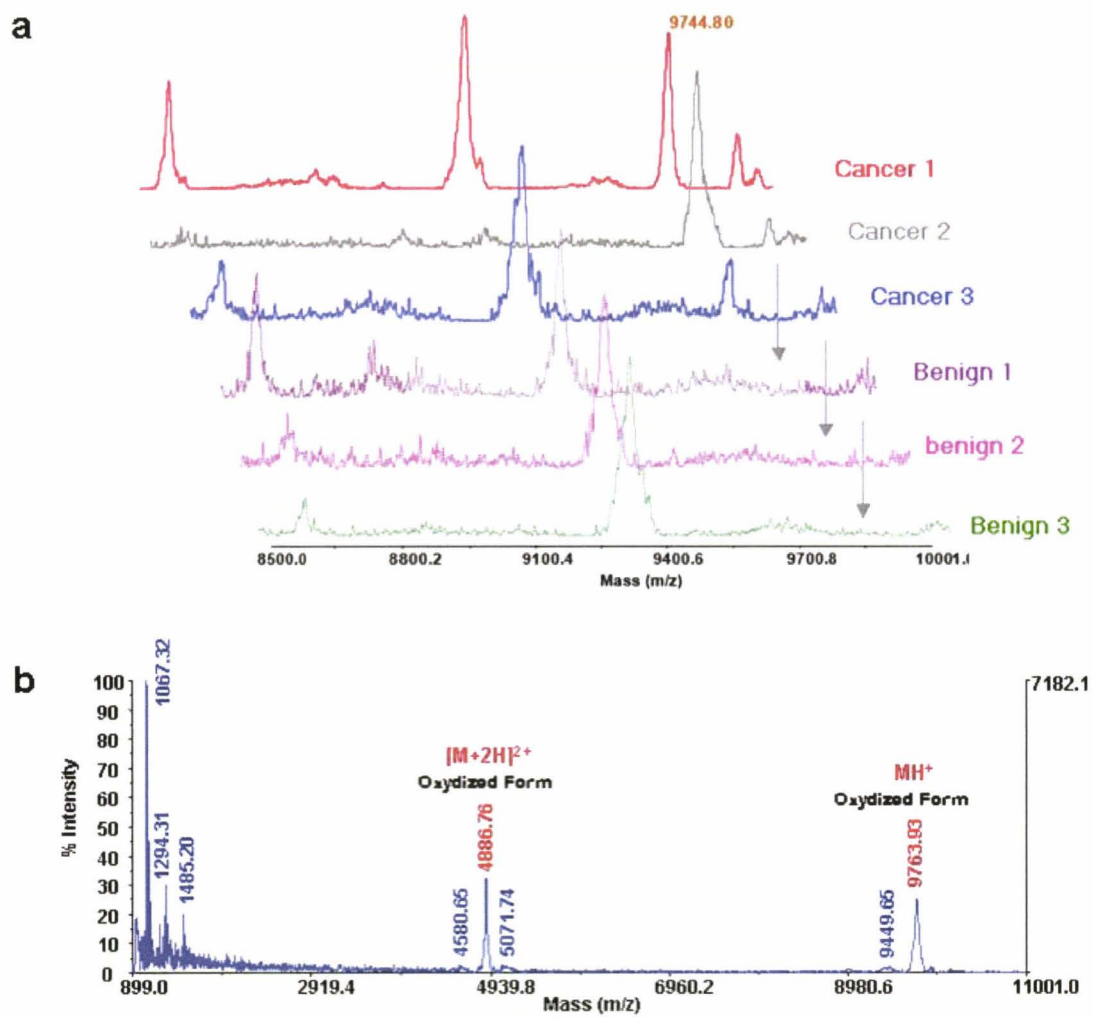 a
9744.80
Cancer 1
Cancer 2
Cancer 3
Benign 1
benign 2
Benign 3
8500.0 8800.2 9100.4 9400.6 9700.8 10001.(
Mass (m/z)
b
% Intensity
100
90
80
70
60
50
40
30
20
10
0
7182.1
1067.32
1294.31
1485.20
[M+2H]²⁺
Oxydized Form
4886.76
4580.65
5071.74
MH⁺
Oxydized Form
9763.93
9449.65
899.0 2919.4 4939.8 6960.2 8980.6 11001.0
Mass (m/z)